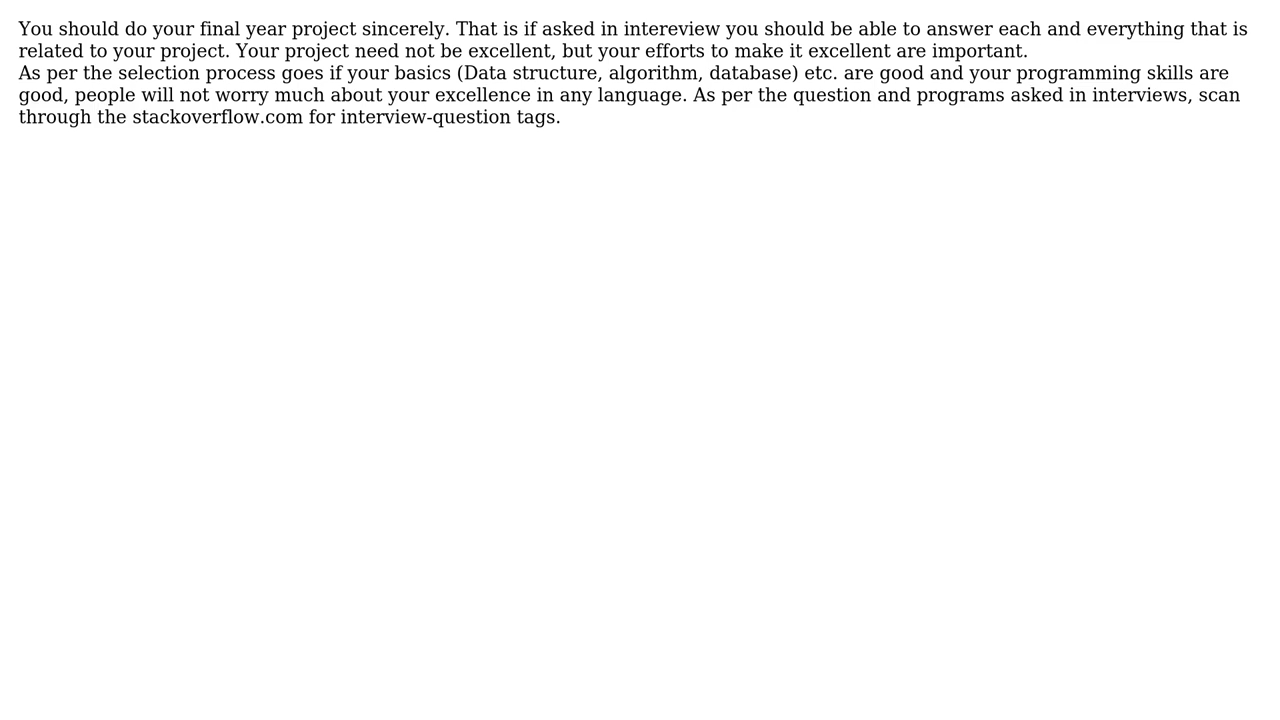 You should do your final year project sincerely. That is if asked in intereview you should be able to answer each and everything that is
related to your project. Your project need not be excellent, but your efforts to make it excellent are important.
As per the selection process goes if your basics (Data structure, algorithm, database) etc. are good and your programming skills are
good, people will not worry much about your excellence in any language. As per the question and programs asked in interviews, scan
through the stackoverflow.com for interview-question tags.